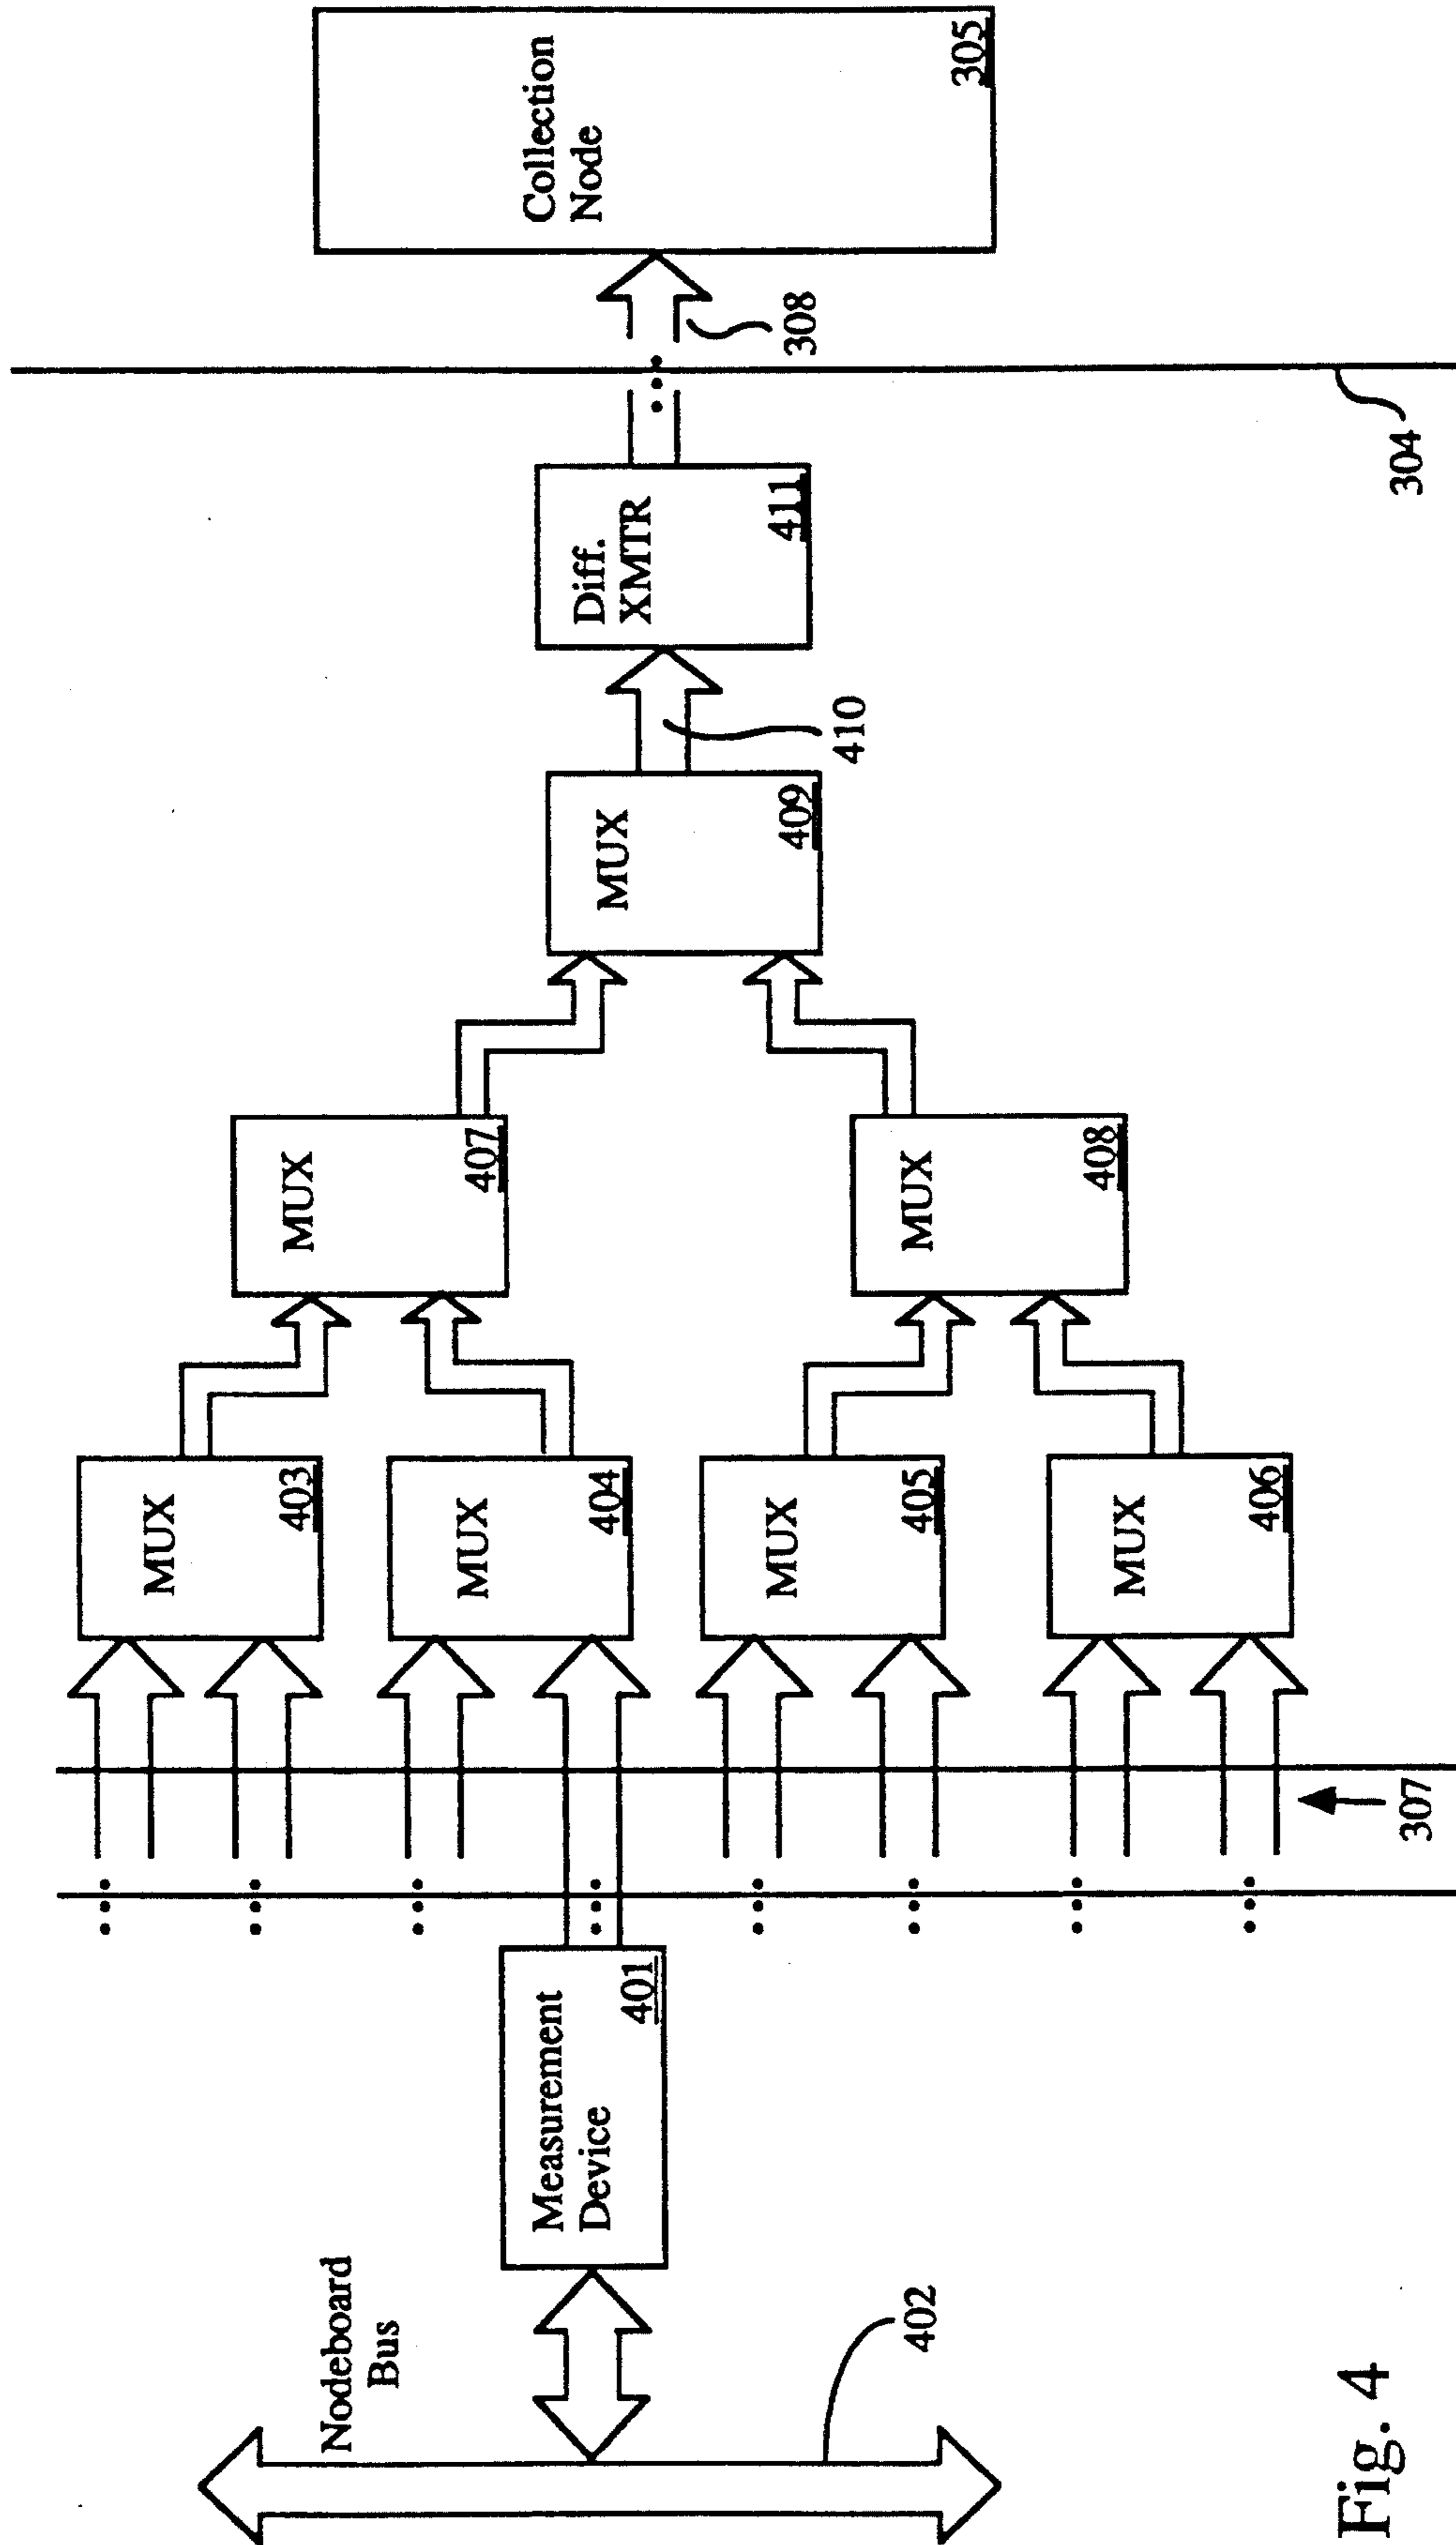 Nodeboard
Bus
402
Measurement
Device
401
307
MUX
403
MUX
404
MUX
405
MUX
406
MUX
407
MUX
408
MUX
409
410
Diff.
XMTR
411
304
308
Collection
Node
305
Fig. 4